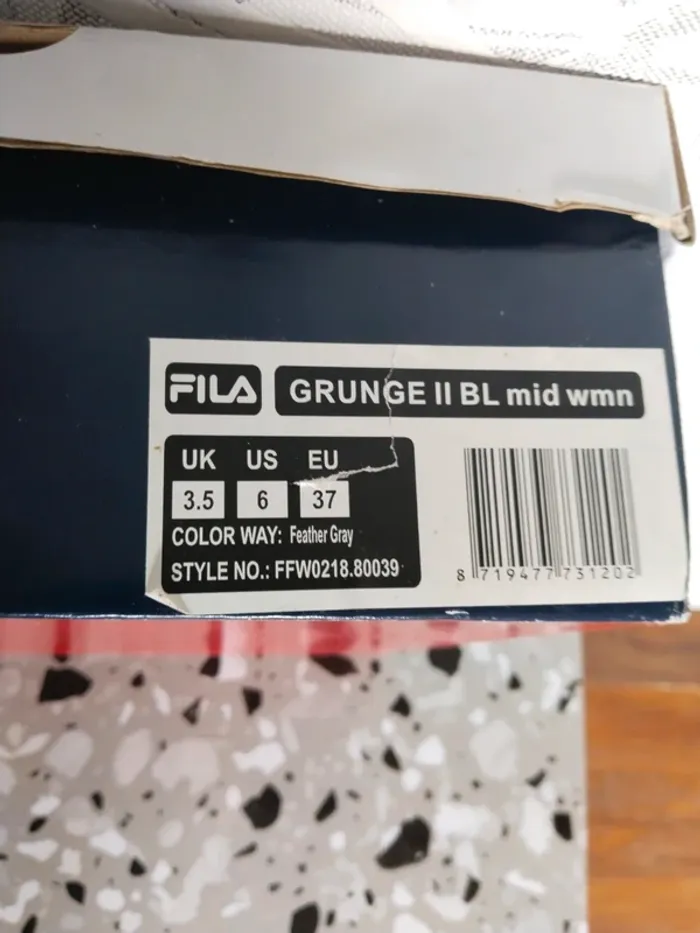 FILA GRUNGE II BL mid wmn
UK US EU
3.5 6 37
COLOR WAY: Feather Gray
STYLE NO.: FFW0218.80039
8 719477 731202